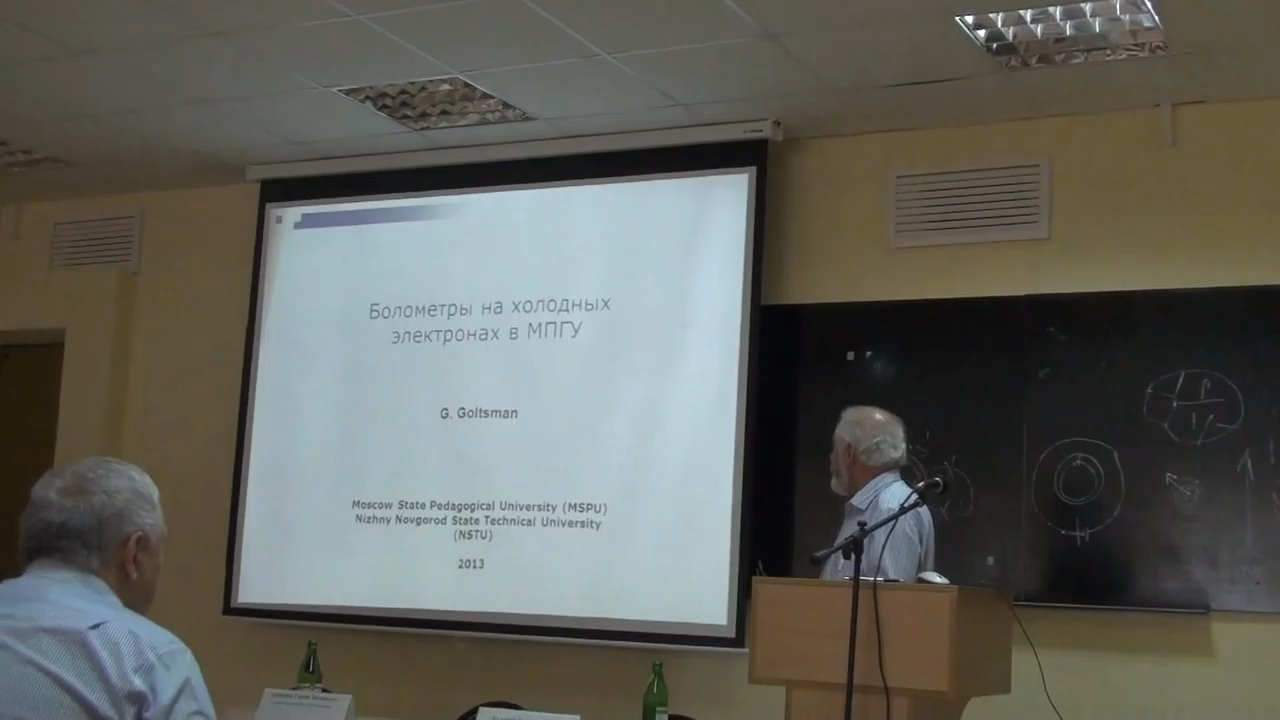 Болометры на холодных
электронах в МПГУ
G. Goltsman
Moscow State Pedagogical University (MSPU)
Nizhny Novgorod State Technical University
(NSTU)
2013